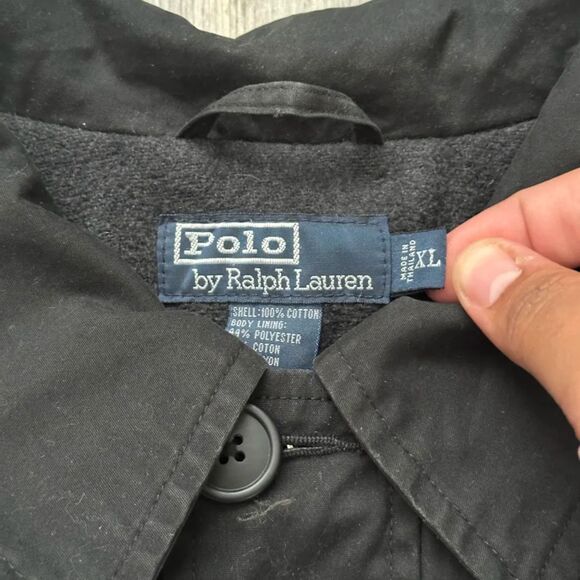 Polo
by Ralph Lauren
MADE IN
THAILAND
XL
SHELL: 100% COTTON
BODY LINING:
% POLYESTER
COTON